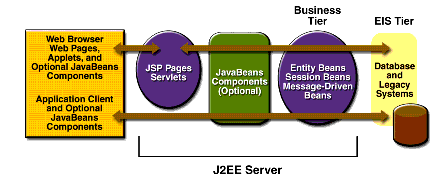 Business
Tier
EIS Tier
Web Browser
Web Pages,
Applets, and
Optional JavaBeans
Components
JSP Pages
Servlets
JavaBeans
Components
(Optional)
Entity Beans
Session Beans
Message-Driven
Beans
Database
and
Legacy
Systems
Application Client
and Optional
JavaBeans
Components
J2EE Server